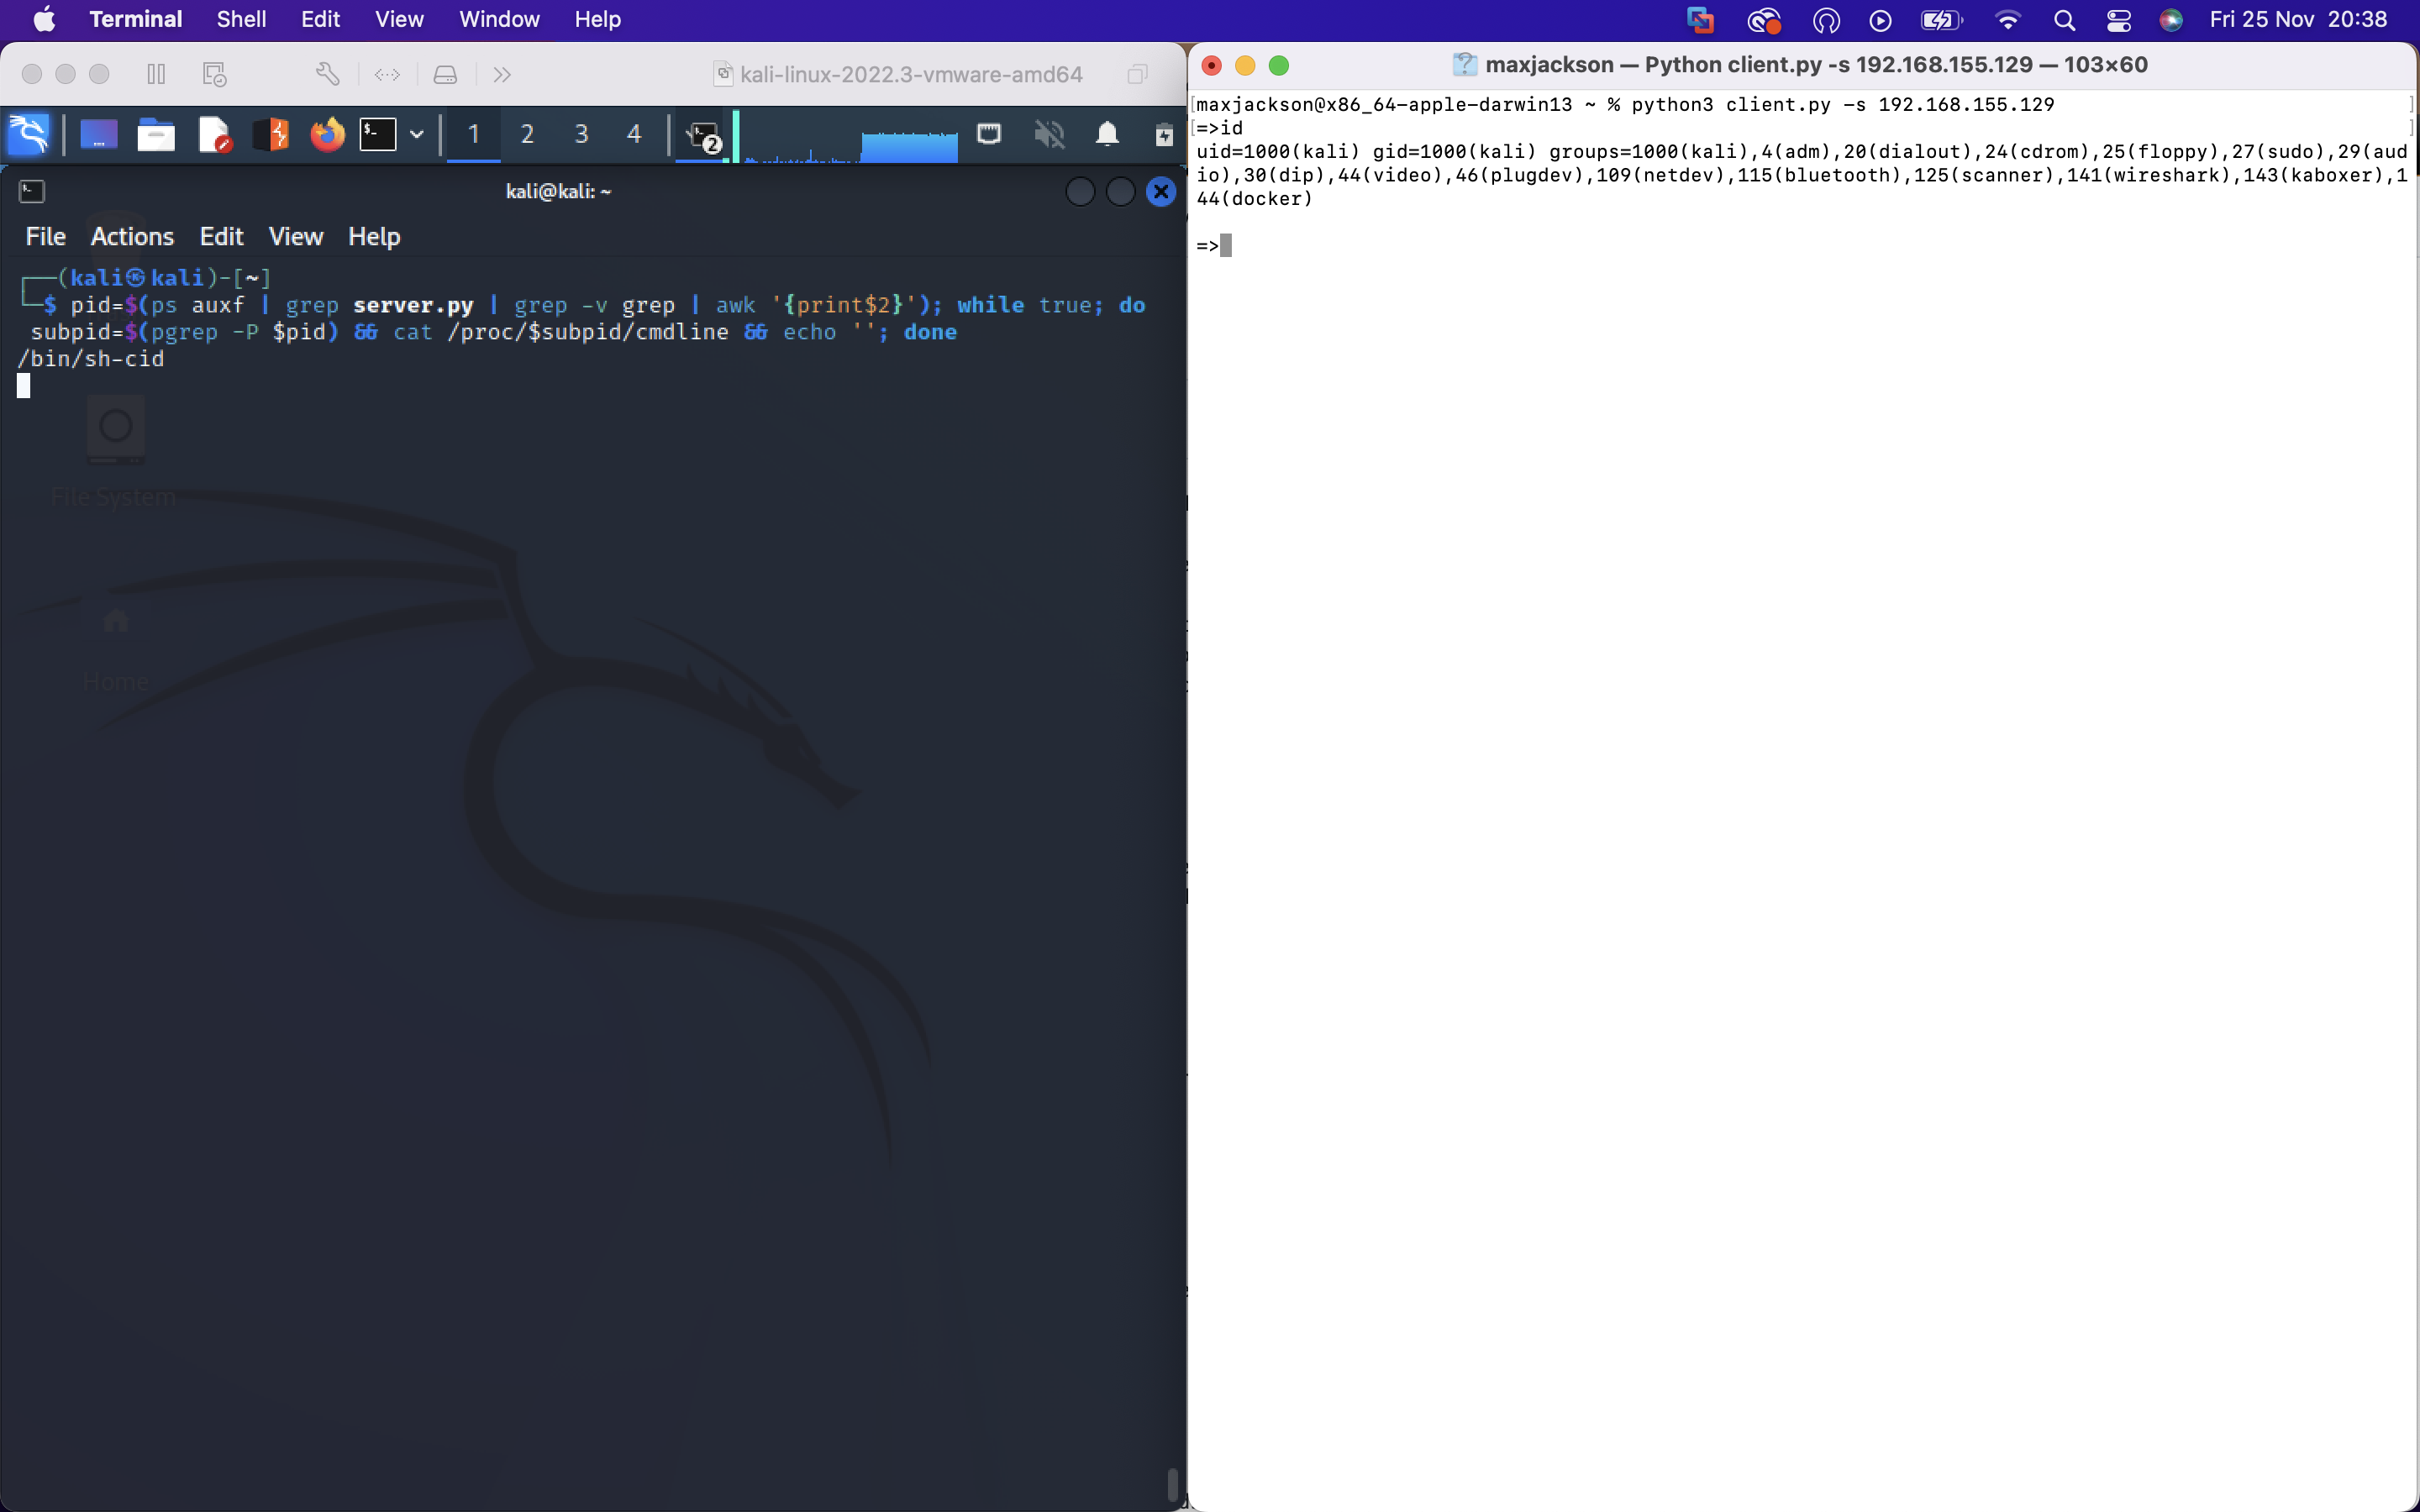 Terminal Shell Edit View Window Help Fri 25 Nov 20:38
kali-linux-2022.3-vmware-amd64
1 2 3 4 2
kali@kali: ~
File Actions Edit View Help
┌──(kali㉿kali)-[~]
└─$ pid=$(ps auxf | grep server.py | grep -v grep | awk '{print$2}'); while true; do
subpid=$(pgrep -P $pid) && cat /proc/$subpid/cmdline && echo ''; done
/bin/sh-cid
File System
Home
maxjackson — Python client.py -s 192.168.155.129 — 103×60
[maxjackson@x86_64-apple-darwin13 ~ % python3 client.py -s 192.168.155.129 ]
[=>id ]
uid=1000(kali) gid=1000(kali) groups=1000(kali),4(adm),20(dialout),24(cdrom),25(floppy),27(sudo),29(aud
io),30(dip),44(video),46(plugdev),109(netdev),115(bluetooth),125(scanner),141(wireshark),143(kaboxer),1
44(docker)
=>